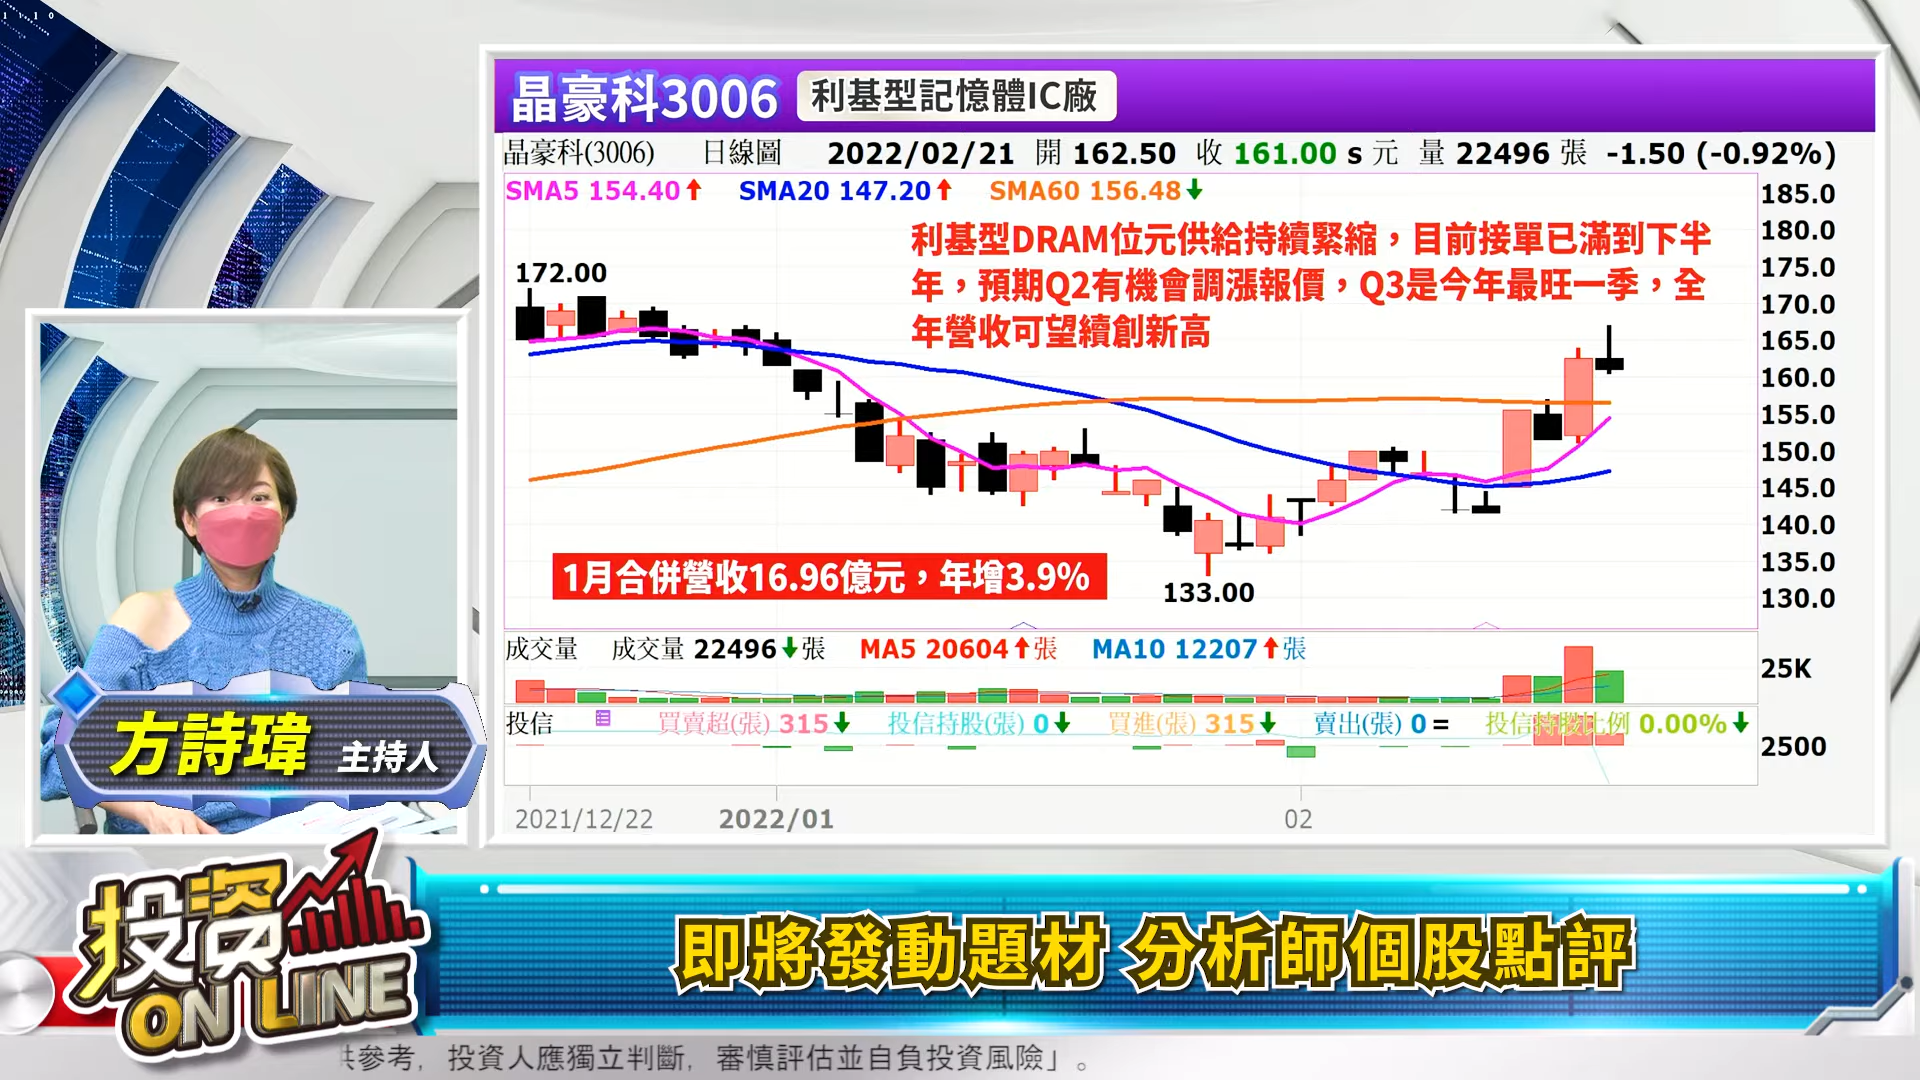 1 1 1 0
晶豪科3006 利基型記憶體IC廠
晶豪科(3006) 日線圖 2022/02/21 開 162.50 收 161.00 s 元 量 22496 張 -1.50 (-0.92%)
SMA5 154.40↑ SMA20 147.20↑ SMA60 156.48↓
利基型DRAM位元供給持續緊縮，目前接單已滿到下半
年，預期Q2有機會調漲報價，Q3是今年最旺一季，全
年營收可望續創新高
172.00
133.00
1月合併營收16.96億元，年增3.9%
185.0
180.0
175.0
170.0
165.0
160.0
155.0
150.0
145.0
140.0
135.0
130.0
成交量 成交量 22496↓張 MA5 20604↑張 MA10 12207↑張
25K
投信 買賣超(張) 315↓ 投信持股(張) 0↓ 買進(張) 315↓ 賣出(張) 0= 投信持股比例 0.00%↓
2500
2021/12/22 2022/01 02
方詩瑋 主持人
投資
ON LINE
即將發動題材 分析師個股點評
參考，投資人應獨立判斷，審慎評估並自負投資風險」。